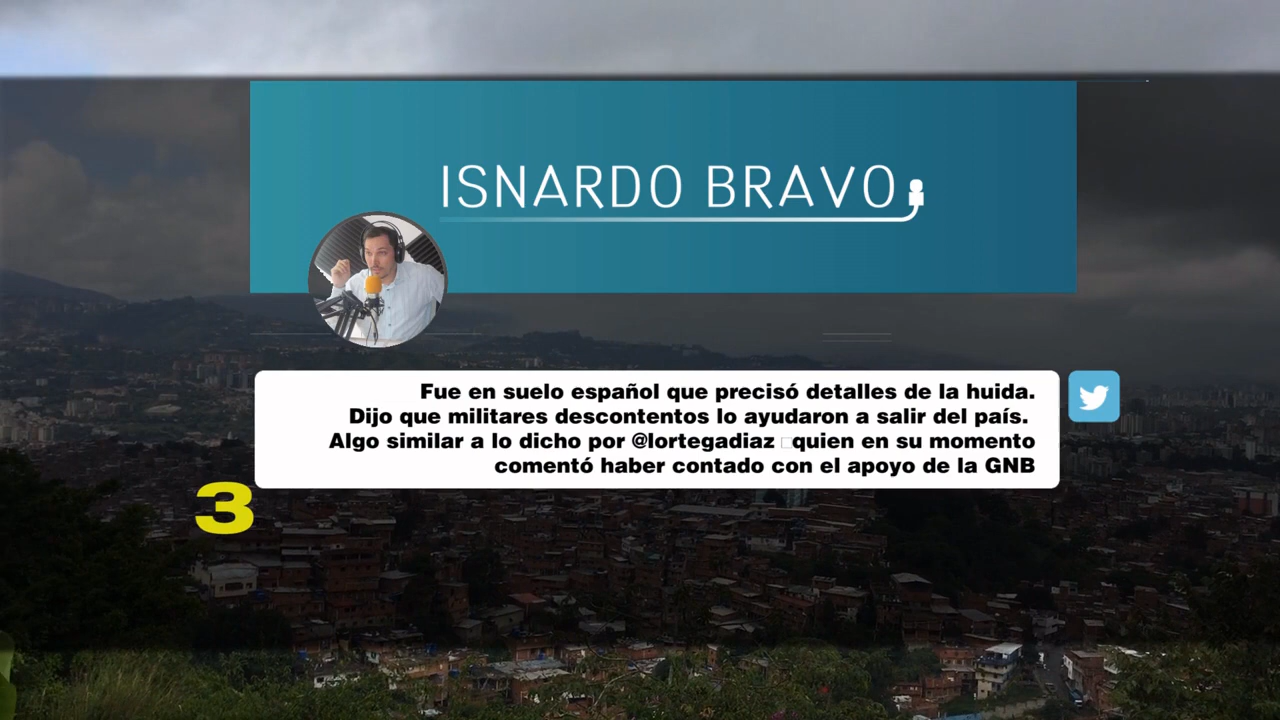 ISNARDO BRAVO
Fue en suelo español que precisó detalles de la huida.
Dijo que militares descontentos lo ayudaron a salir del país.
Algo similar a lo dicho por @lortegadiaz □quien en su momento
comentó haber contado con el apoyo de la GNB
3